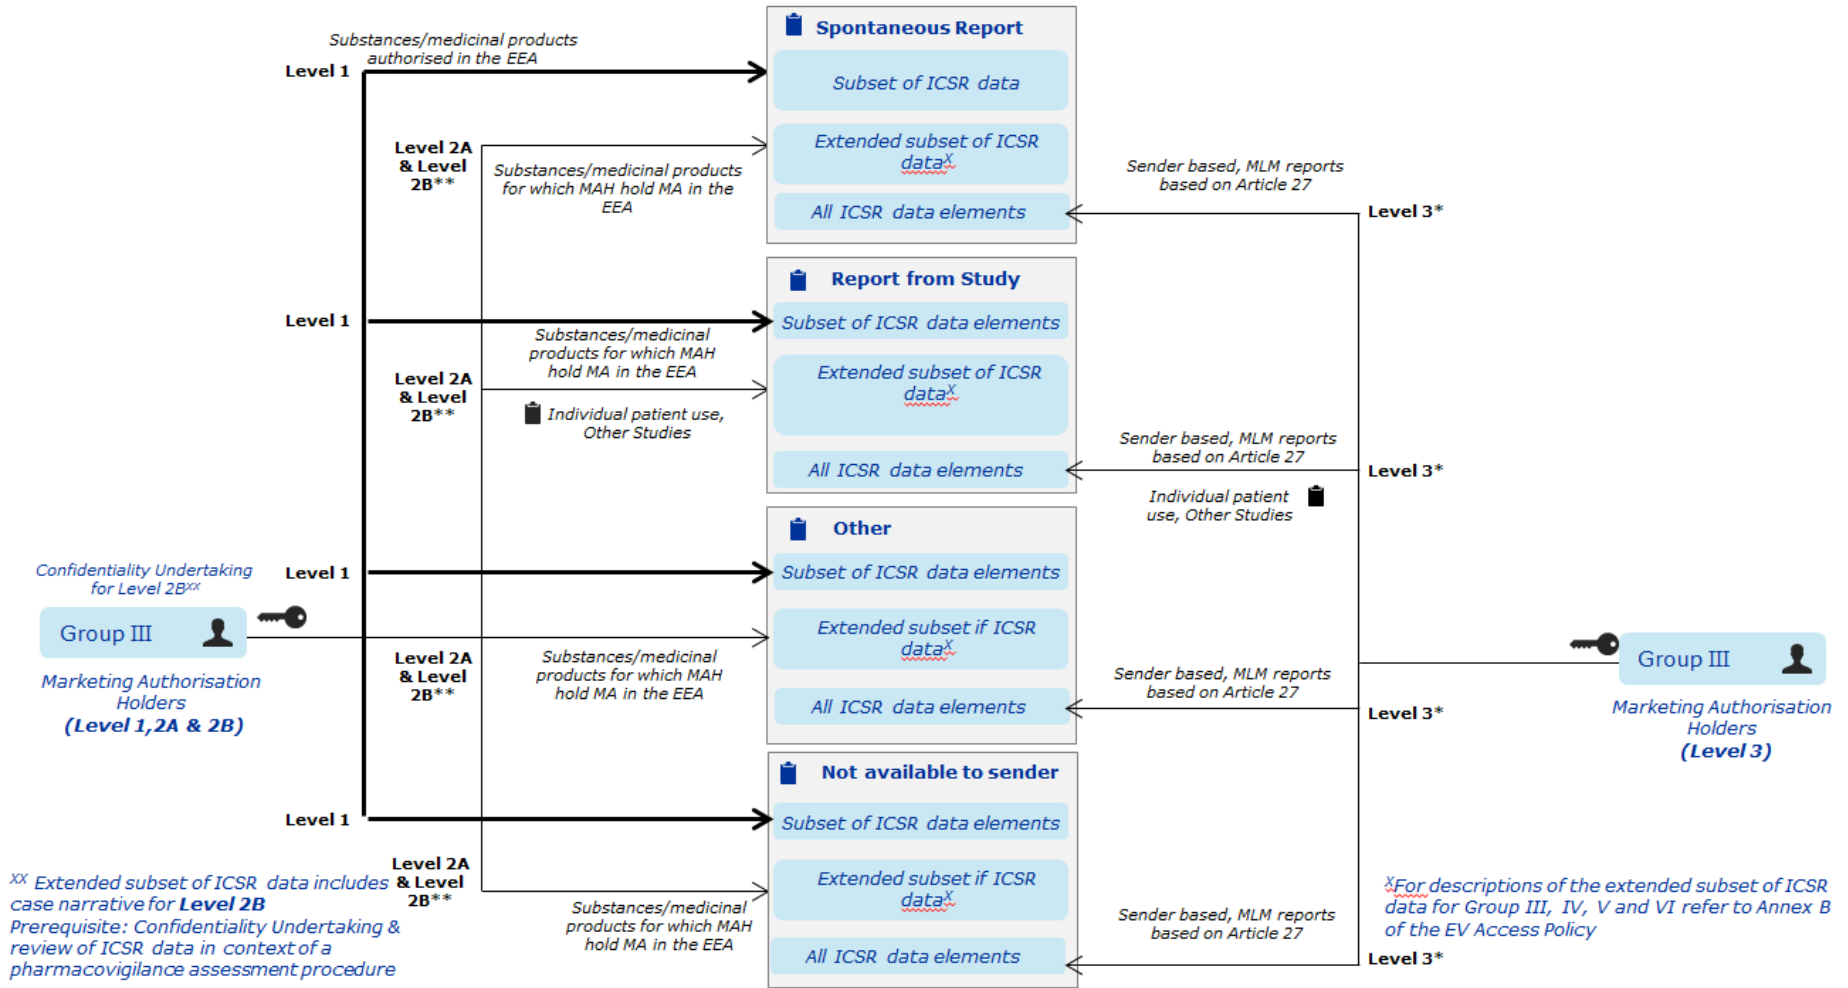 Substances/medicinal products
authorised in the EEA
Level 1
Spontaneous Report
Subset of ICSR data
Level 2A
& Level
2B**
Substances/medicinal products
for which MAH hold MA in the
EEA
Extended subset of ICSR
dataX
All ICSR data elements
Sender based, MLM reports
based on Article 27
Level 3*
Report from Study
Level 1
Subset of ICSR data elements
Substances/medicinal
products for which MAH
hold MA in the EEA
Level 2A
& Level
2B**
Individual patient use,
Other Studies
Extended subset of ICSR
dataX
All ICSR data elements
Sender based, MLM reports
based on Article 27
Level 3*
Individual patient
use, Other Studies
Other
Level 1
Subset of ICSR data elements
Confidentiality Undertaking
for Level 2BXX
Group III
Marketing Authorisation
Holders
(Level 1,2A & 2B)
Level 2A
& Level
2B**
Substances/medicinal
products for which MAH
hold MA in the EEA
Extended subset if ICSR
dataX
All ICSR data elements
Sender based, MLM reports
based on Article 27
Level 3*
Group III
Marketing Authorisation
Holders
(Level 3)
Not available to sender
Level 1
Subset of ICSR data elements
Level 2A
& Level
2B**
Substances/medicinal
products for which MAH
hold MA in the EEA
Extended subset if ICSR
dataX
All ICSR data elements
Sender based, MLM reports
based on Article 27
Level 3*
XX Extended subset of ICSR data includes
case narrative for Level 2B
Prerequisite: Confidentiality Undertaking &
review of ICSR data in context of a
pharmacovigilance assessment procedure
XFor descriptions of the extended subset of ICSR
data for Group III, IV, V and VI refer to Annex B
of the EV Access Policy